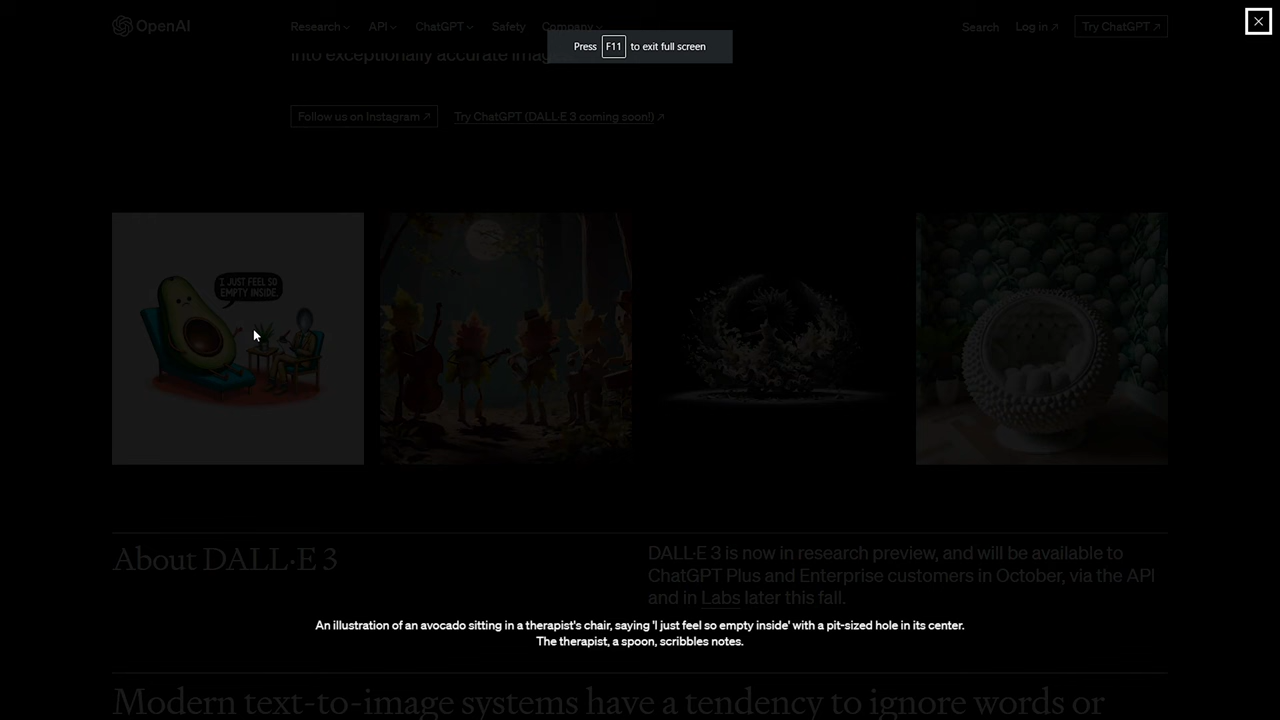 OpenAI
Research
API
ChatGPT
Safety
Company
Search
Log in ↗
Try ChatGPT ↗
Press F11 to exit full screen
into exceptionally accurate
Follow us on Instagram ↗
Try ChatGPT (DALL·E 3 coming soon!) ↗
I JUST FEEL SO
EMPTY INSIDE.
About DALL·E 3
DALL·E 3 is now in research preview, and will be available to
ChatGPT Plus and Enterprise customers in October, via the API
and in Labs later this fall.
An illustration of an avocado sitting in a therapist's chair, saying 'I just feel so empty inside' with a pit-sized hole in its center.
The therapist, a spoon, scribbles notes.
Modern text-to-image systems have a tendency to ignore words or